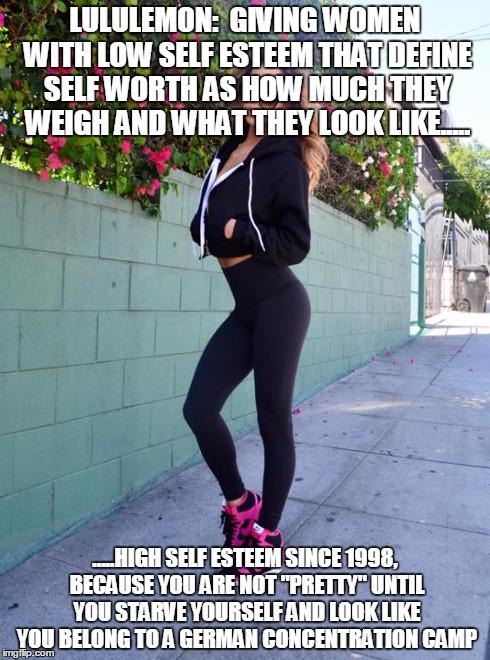 LULULEMON: GIVING WOMEN
WITH LOW SELF ESTEEM THAT DEFINE
SELF WORTH AS HOW MUCH THEY
WEIGH AND WHAT THEY LOOK LIKE.....
.....HIGH SELF ESTEEM SINCE 1998,
BECAUSE YOU ARE NOT "PRETTY" UNTIL
YOU STARVE YOURSELF AND LOOK LIKE
YOU BELONG TO A GERMAN CONCENTRATION CAMP
imgflip.com